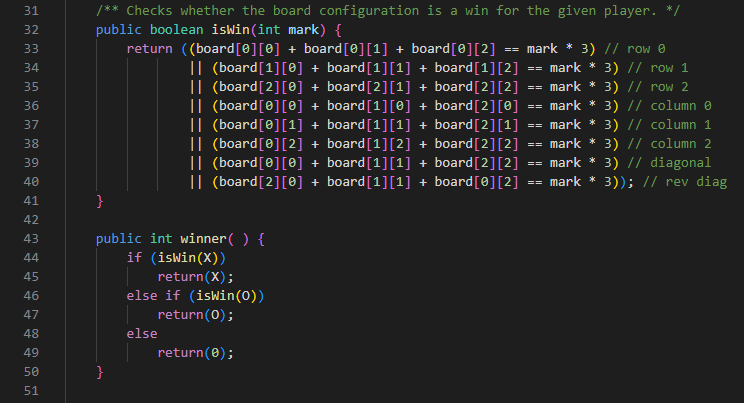 31 /** Checks whether the board configuration is a win for the given player. */
32 public boolean isWin(int mark) {
33 return ((board[0][0] + board[0][1] + board[0][2] == mark * 3) // row 0
34 || (board[1][0] + board[1][1] + board[1][2] == mark * 3) // row 1
35 || (board[2][0] + board[2][1] + board[2][2] == mark * 3) // row 2
36 || (board[0][0] + board[1][0] + board[2][0] == mark * 3) // column 0
37 || (board[0][1] + board[1][1] + board[2][1] == mark * 3) // column 1
38 || (board[0][2] + board[1][2] + board[2][2] == mark * 3) // column 2
39 || (board[0][0] + board[1][1] + board[2][2] == mark * 3) // diagonal
40 || (board[2][0] + board[1][1] + board[0][2] == mark * 3)); // rev diag
41 }
42
43 public int winner( ) {
44 if (isWin(X))
45 return(X);
46 else if (isWin(O))
47 return(O);
48 else
49 return(0);
50 }
51